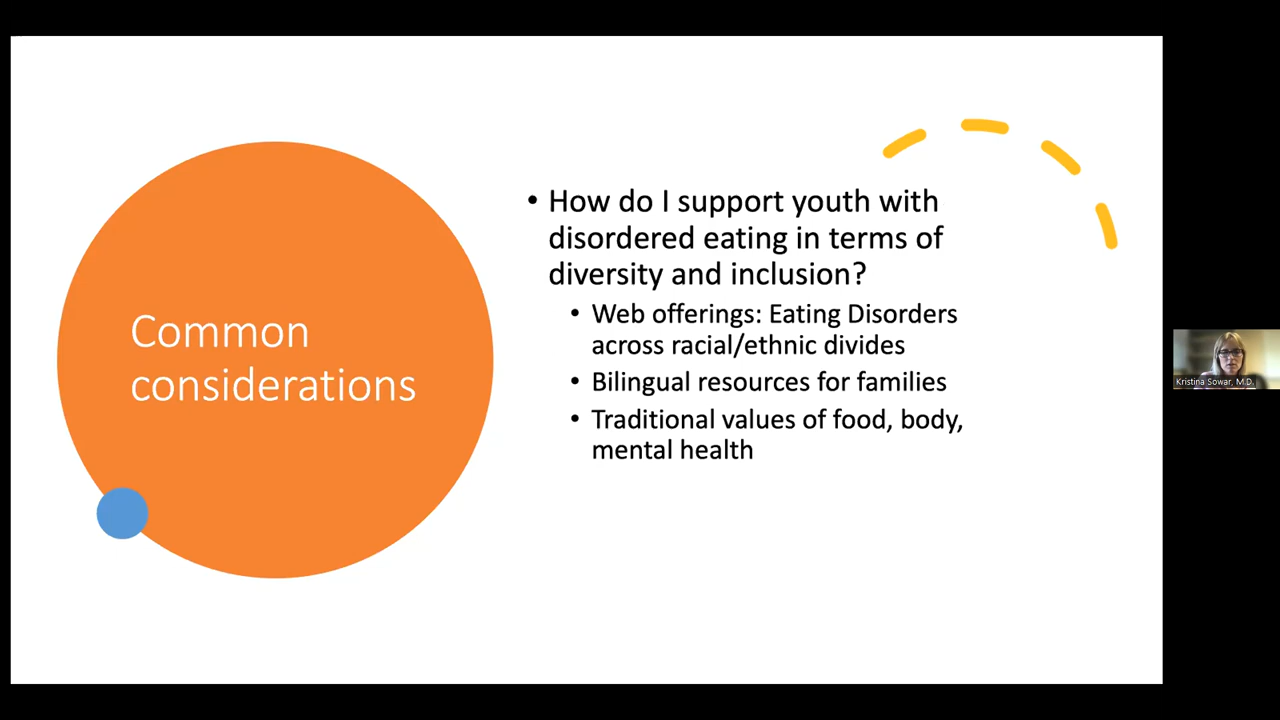 Common
considerations
• How do I support youth with
disordered eating in terms of
diversity and inclusion?
• Web offerings: Eating Disorders
across racial/ethnic divides
• Bilingual resources for families
• Traditional values of food, body,
mental health
Kristina Sowar, M.D.